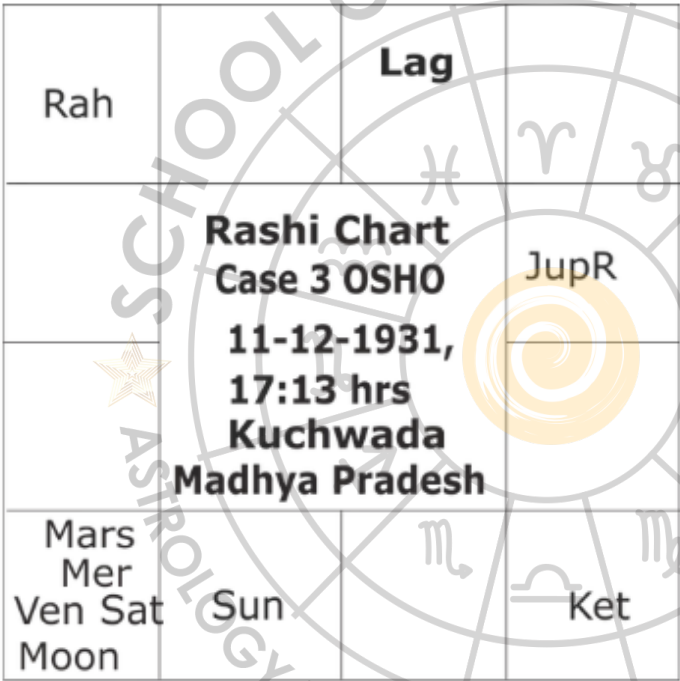 Lag
Rah
Rashi Chart
Case 3 OSHO
JupR
11-12-1931,
17:13 hrs
Kuchwada
Madhya Pradesh
Mars
Mer
Ven Sat
Moon
Sun
Ket
SCHOOL O
ASTROLOGY